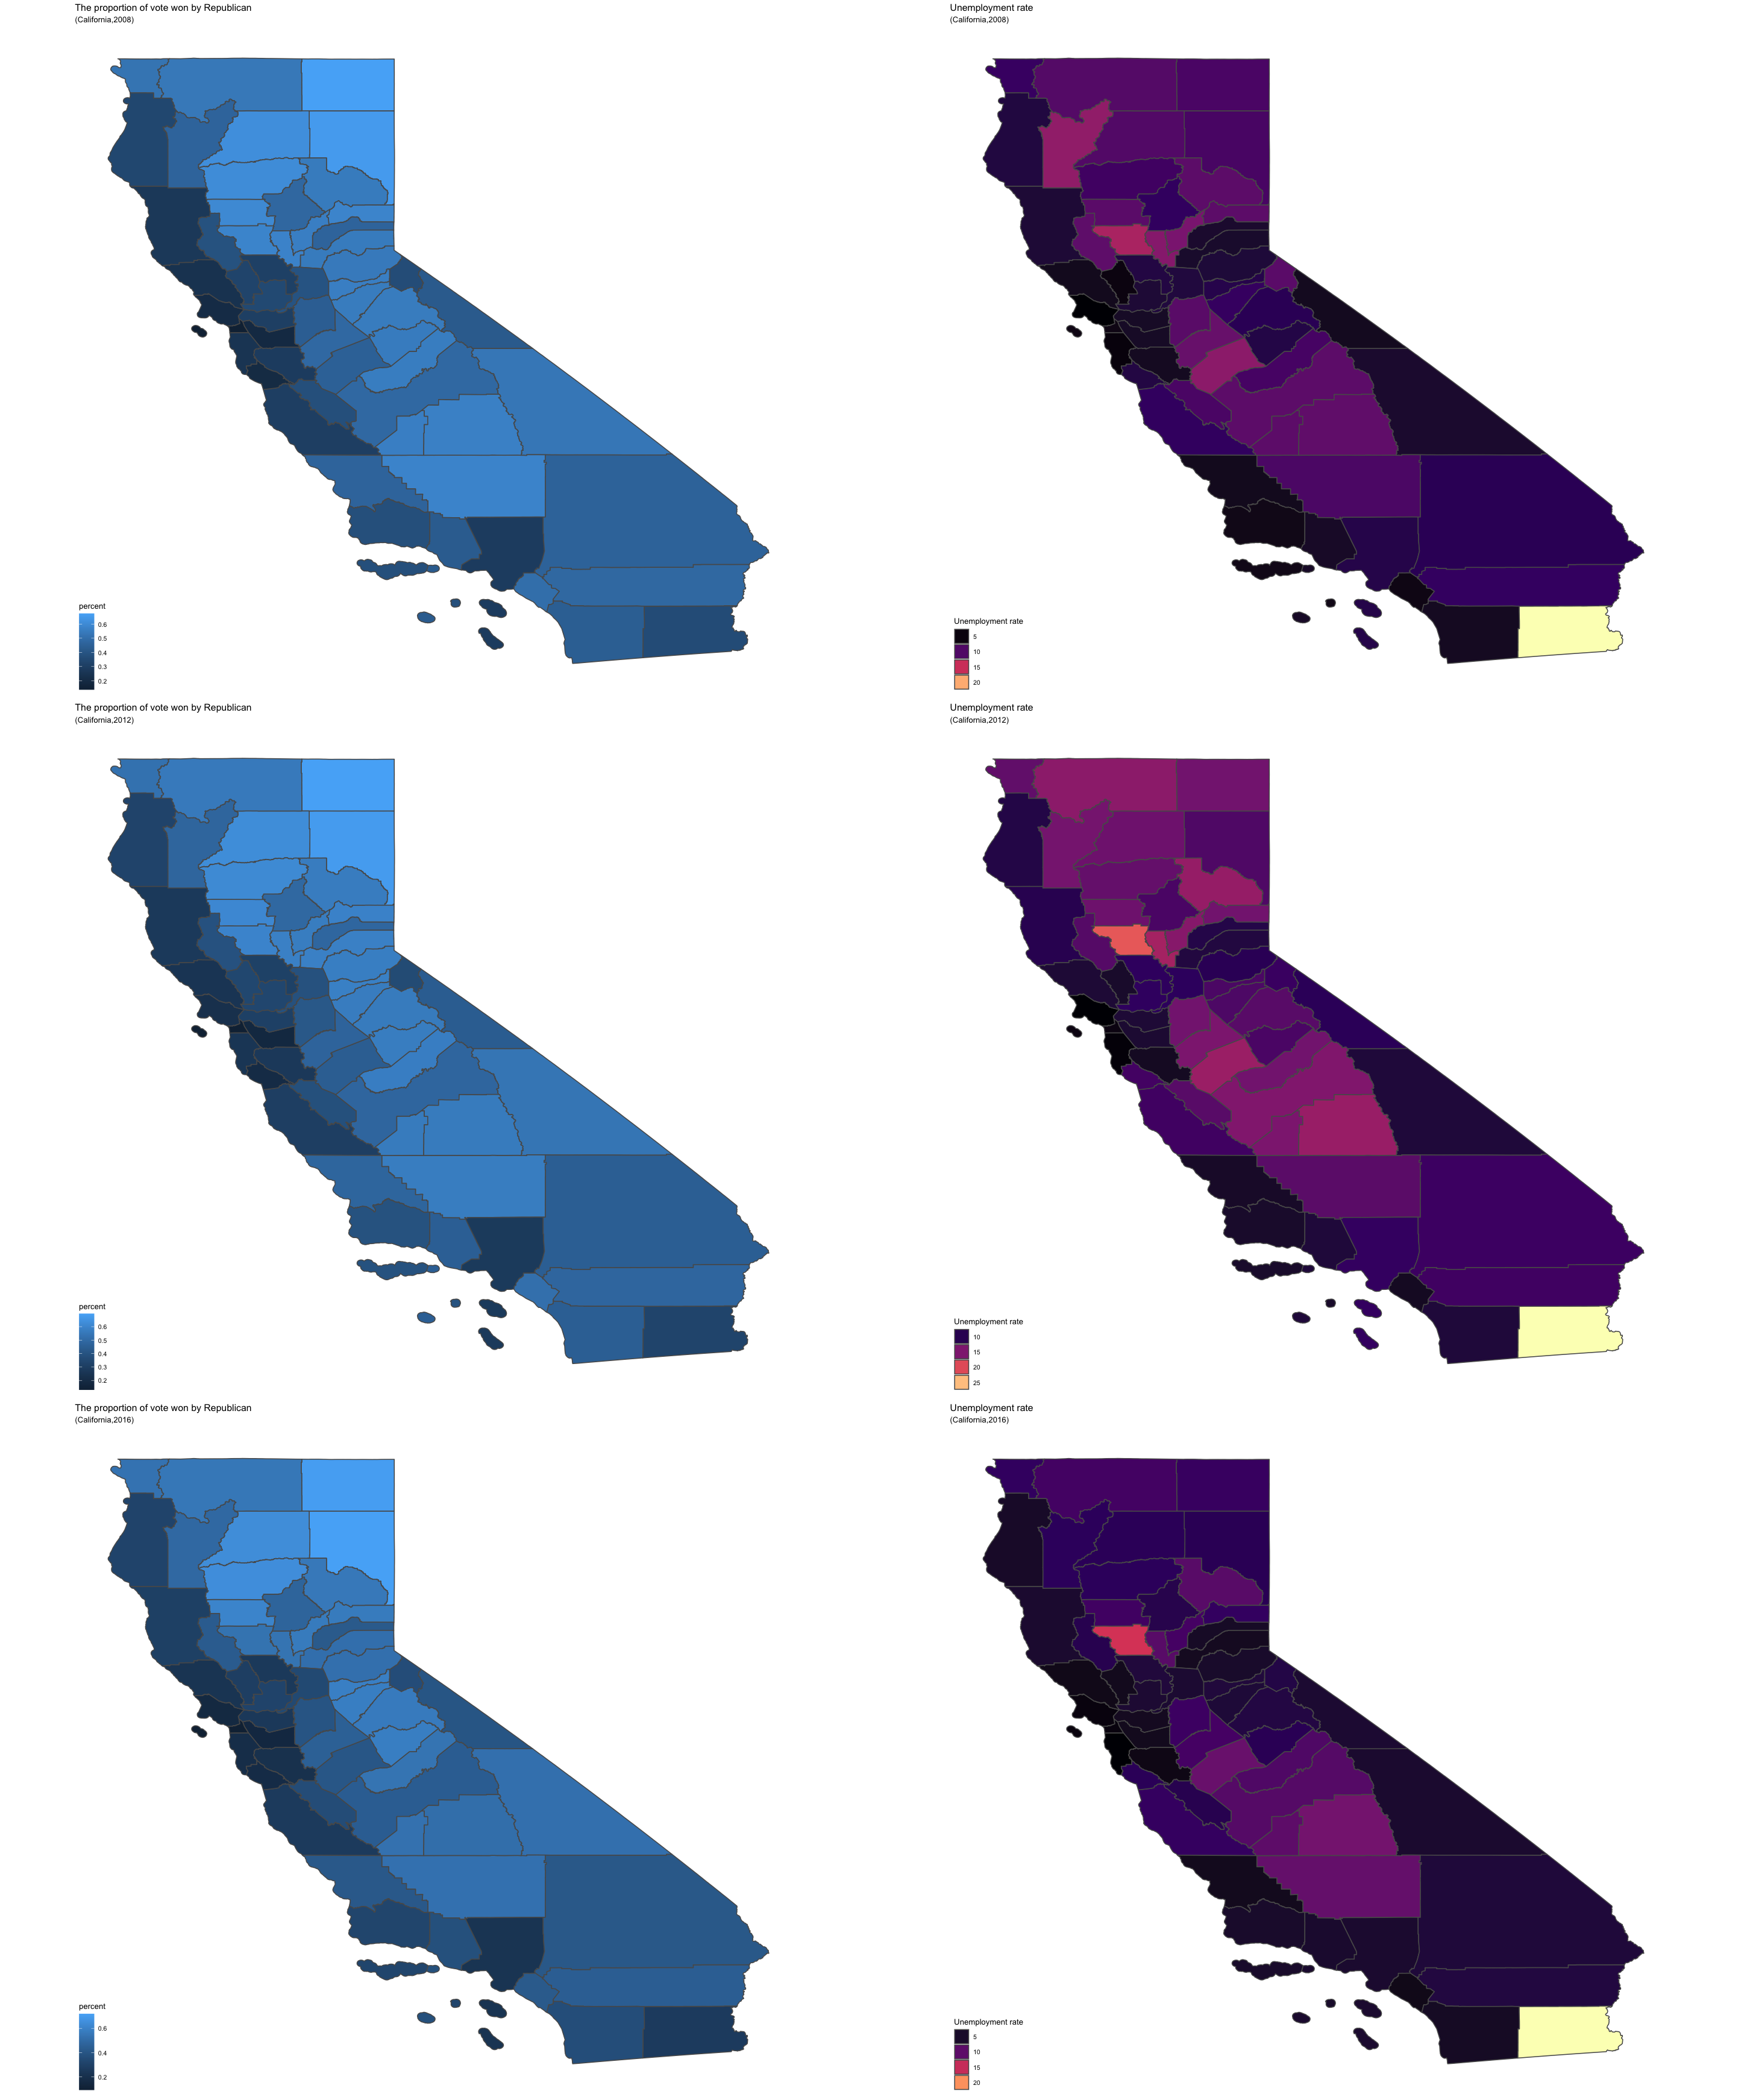 The proportion of vote won by Republican
(California,2008)
percent
0.6
0.5
0.4
0.3
0.2
Unemployment rate
(California,2008)
Unemployment rate
5
10
15
20
The proportion of vote won by Republican
(California,2012)
percent
0.6
0.5
0.4
0.3
0.2
Unemployment rate
(California,2012)
Unemployment rate
10
15
20
25
The proportion of vote won by Republican
(California,2016)
percent
0.6
0.4
0.2
Unemployment rate
(California,2016)
Unemployment rate
5
10
15
20